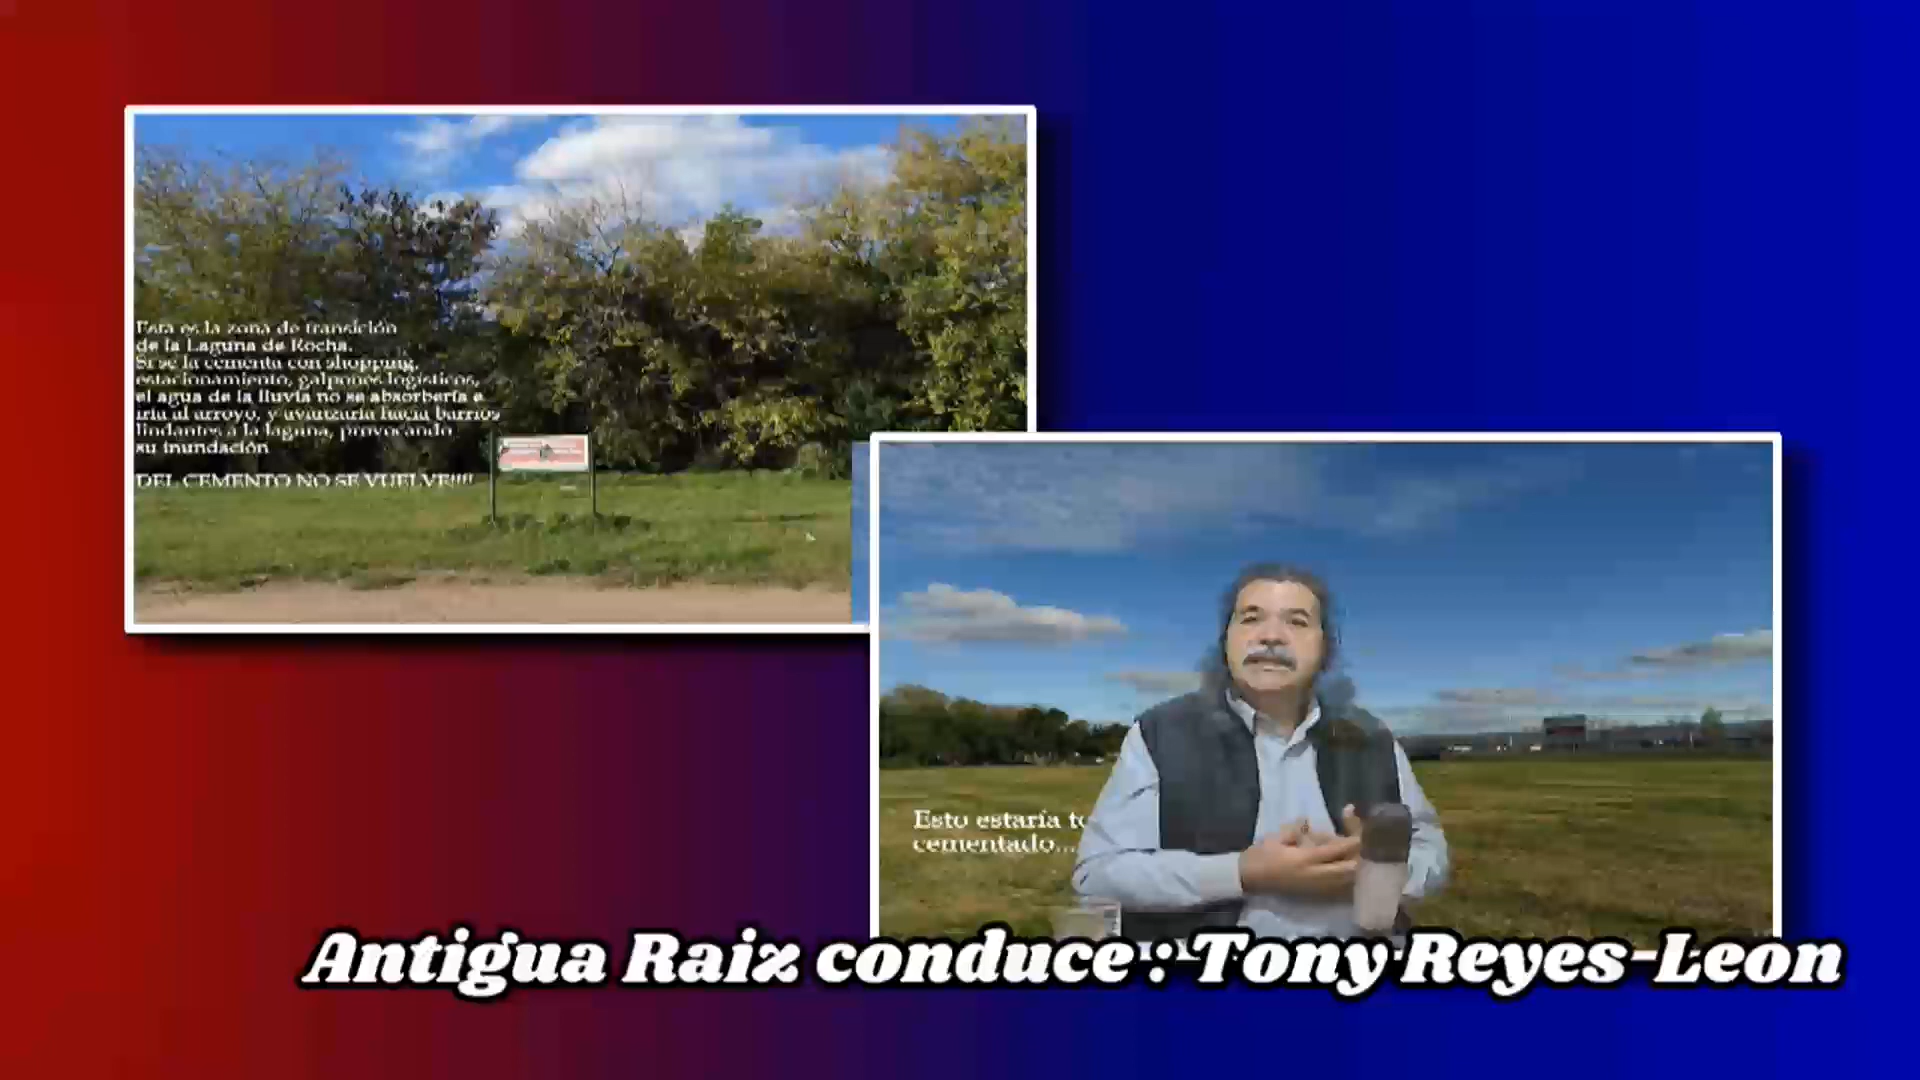 Esta es la zona de transición
de la Laguna de Rocha.
Si se la cementa con shopping,
estacionamiento, galpones logísticos,
el agua de la lluvia no se absorbería e
iría al arroyo, y avanzaría hacia barrios
lindantes a la laguna, provocando
su inundación
DEL CEMENTO NO SE VUELVE!!!!
Esto estaría to
cementado...
Antigua Raiz conduce : Tony Reyes-Leon